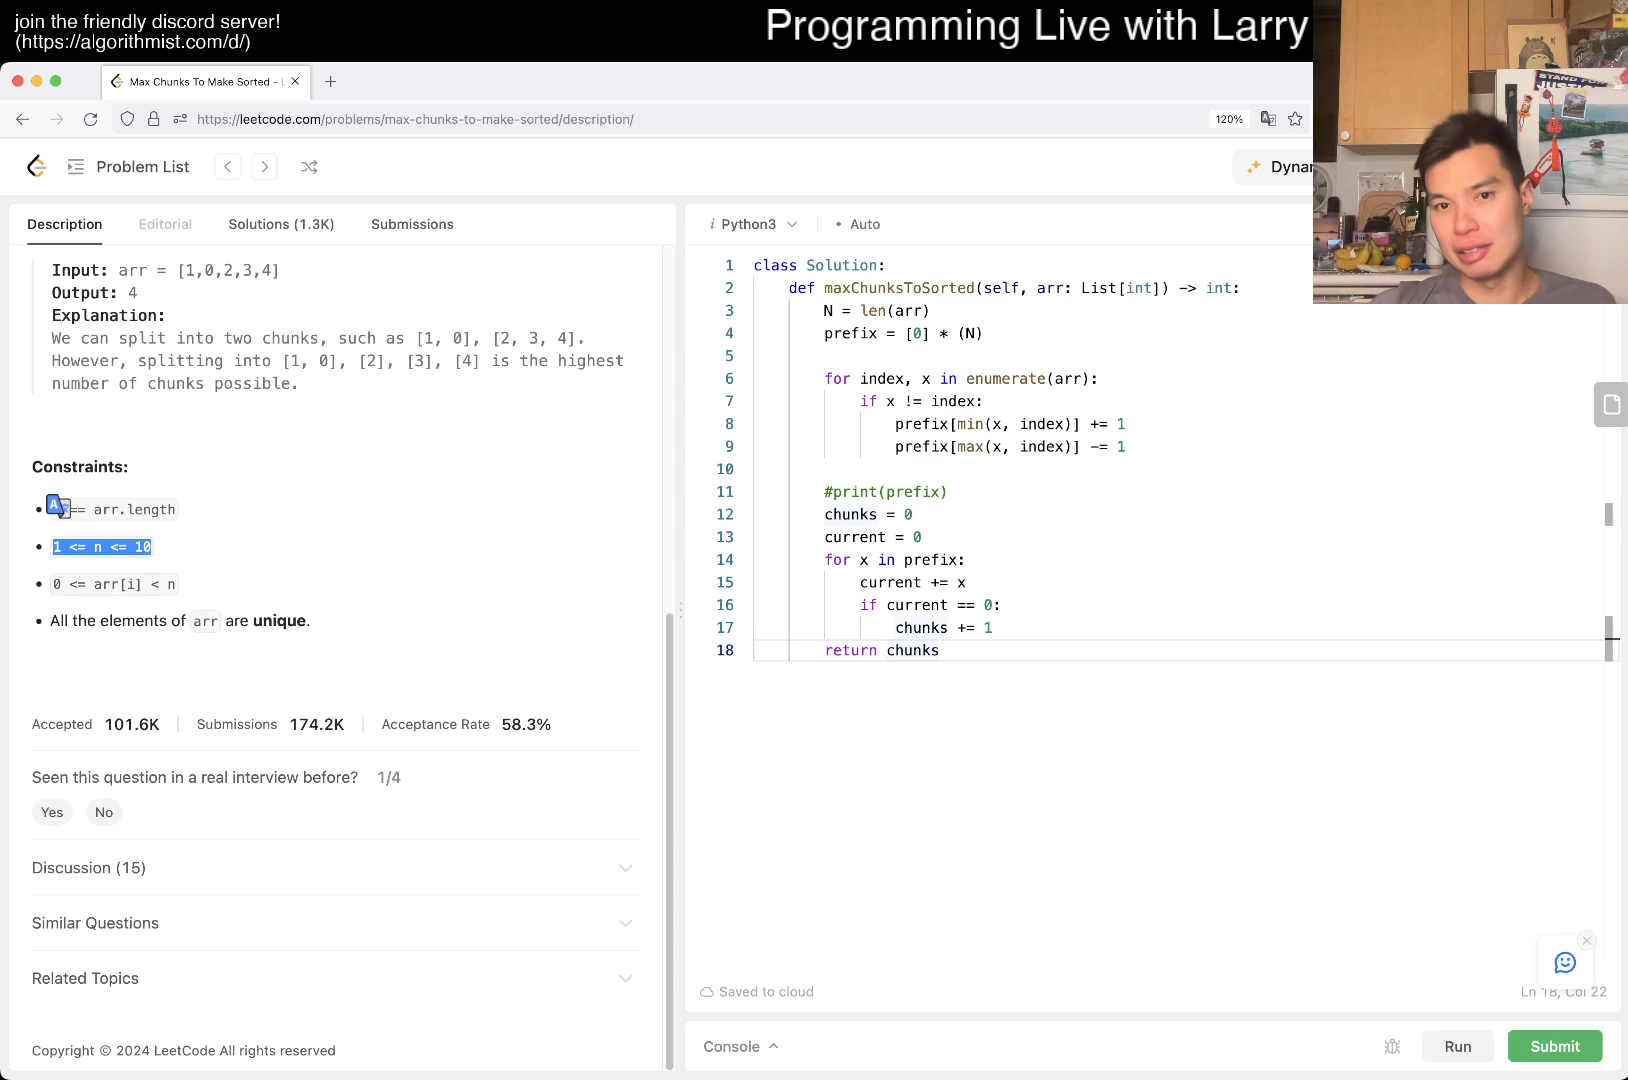 join the friendly discord server!
(https://algorithmist.com/d/)
Programming Live with Larry
Max Chunks To Make Sorted - L
https://leetcode.com/problems/max-chunks-to-make-sorted/description/
120%
Problem List
Dynam
Description
Editorial
Solutions (1.3K)
Submissions
Input: arr = [1,0,2,3,4]
Output: 4
Explanation:
We can split into two chunks, such as [1, 0], [2, 3, 4].
However, splitting into [1, 0], [2], [3], [4] is the highest
number of chunks possible.
Constraints:
== arr.length
1 <= n <= 10
0 <= arr[i] < n
All the elements of arr are unique.
Accepted 101.6K
Submissions 174.2K
Acceptance Rate 58.3%
Seen this question in a real interview before? 1/4
Yes
No
Discussion (15)
Similar Questions
Related Topics
Copyright © 2024 LeetCode All rights reserved
i Python3
• Auto
1 class Solution:
2 def maxChunksToSorted(self, arr: List[int]) -> int:
3 N = len(arr)
4 prefix = [0] * (N)
5
6 for index, x in enumerate(arr):
7 if x != index:
8 prefix[min(x, index)] += 1
9 prefix[max(x, index)] -= 1
10
11 #print(prefix)
12 chunks = 0
13 current = 0
14 for x in prefix:
15 current += x
16 if current == 0:
17 chunks += 1
18 return chunks
Saved to cloud
Ln 18, Col 22
Console
Run
Submit
STAND FOR